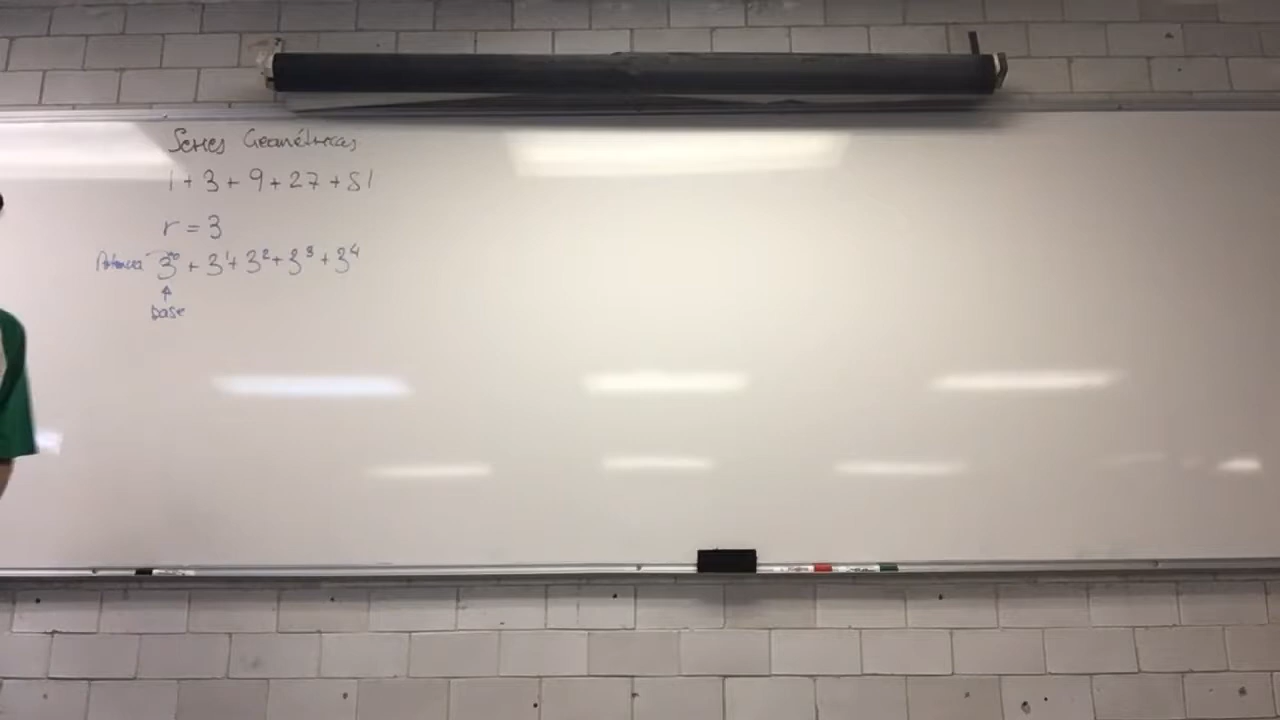 Series Geométricas
1 + 3 + 9 + 27 + 81
r = 3
Potencia 3⁰ + 3¹ + 3² + 3³ + 3⁴
↑
base